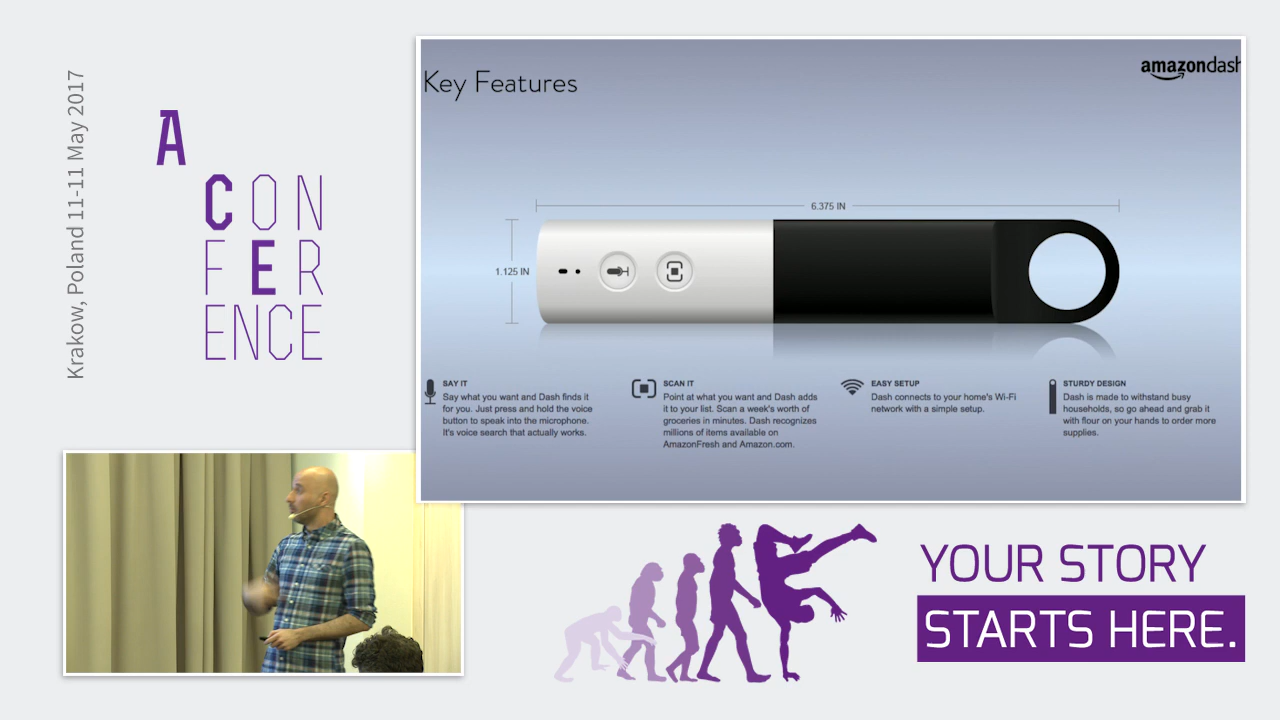 Krakow, Poland 11-11 May 2017
A
CON
FER
ENCE
Key Features
amazondash
6.375 IN
1.125 IN
SAY IT
Say what you want and Dash finds it
for you. Just press and hold the voice
button to speak into the microphone.
It's voice search that actually works.
SCAN IT
Point at what you want and Dash adds
it to your list. Scan a week's worth of
groceries in minutes. Dash recognizes
millions of items available on
AmazonFresh and Amazon.com.
EASY SETUP
Dash connects to your home's Wi-Fi
network with a simple setup.
STURDY DESIGN
Dash is made to withstand busy
households, so go ahead and grab it
with flour on your hands to order more
supplies.
YOUR STORY
STARTS HERE.